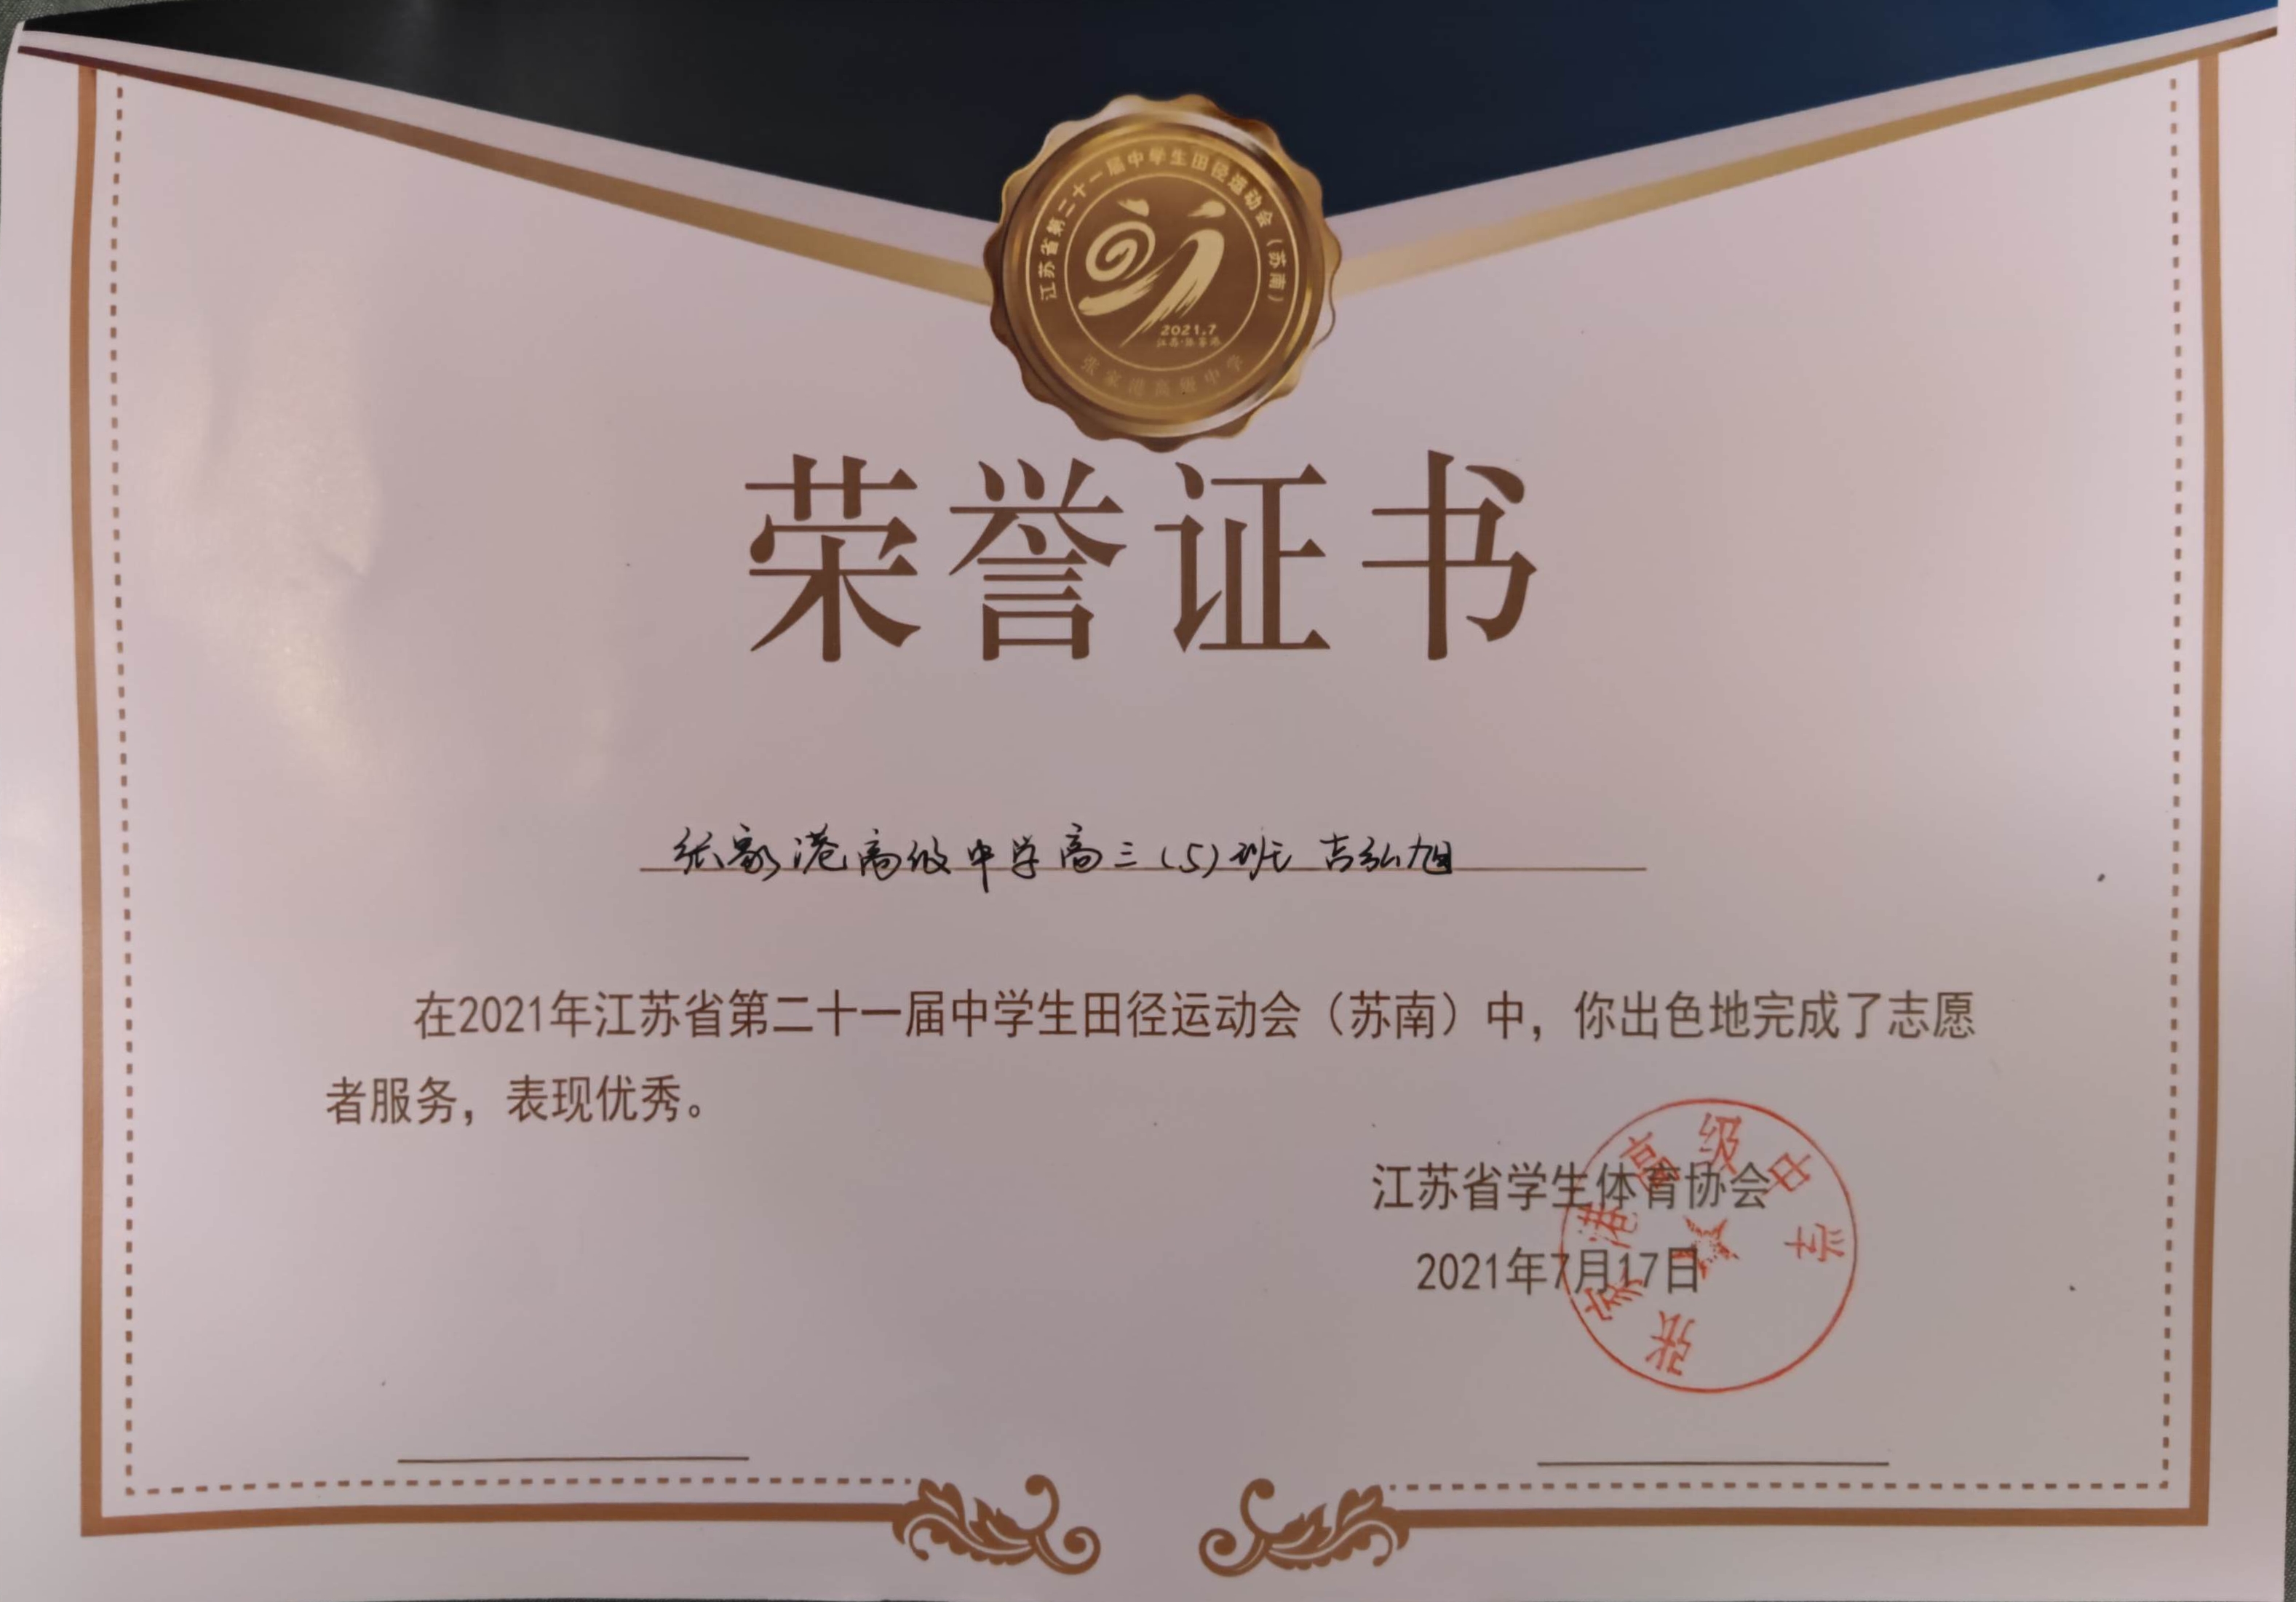 江苏省第二十一届中学生田径运动会（苏南）
2021.7
江苏·张家港
张家港高级中学
荣誉证书
张家港高级中学高三（5）班 吉弘旭
在2021年江苏省第二十一届中学生田径运动会（苏南）中，你出色地完成了志愿
者服务，表现优秀。
江苏省学生体育协会
2021年7月17日
张家港高级中学